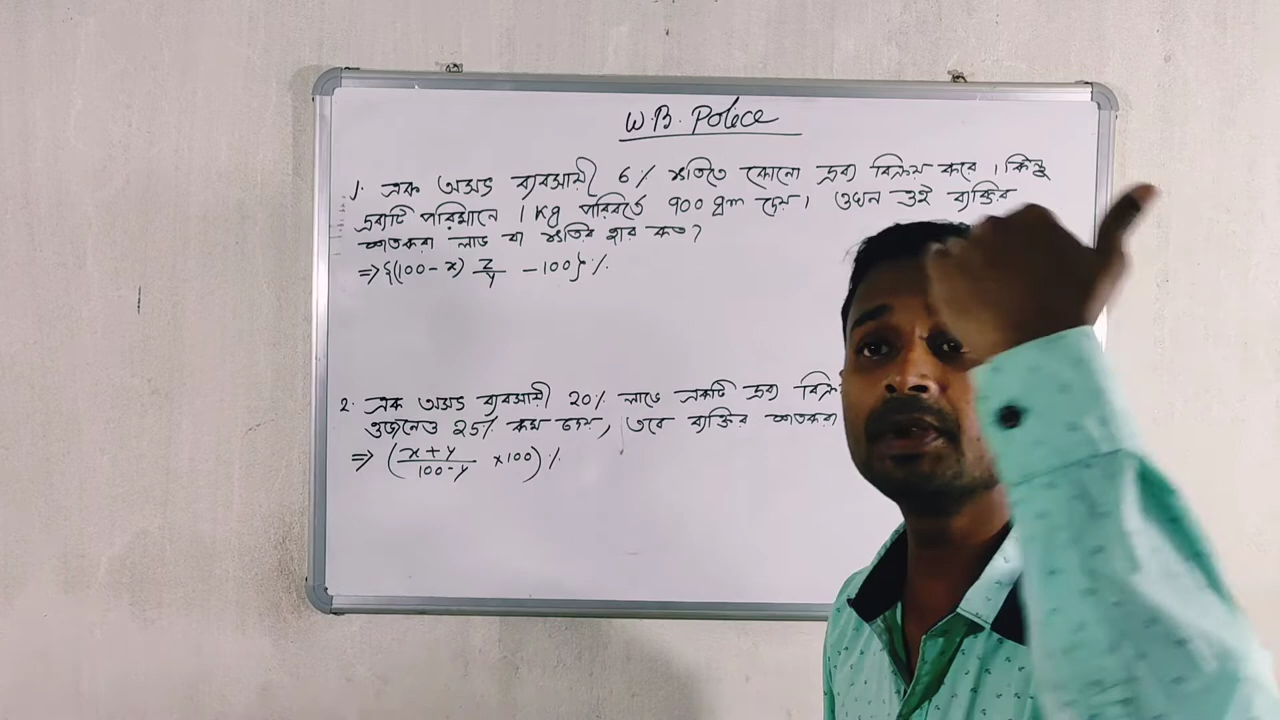 W.B. Police
1. এক অসৎ ব্যবসায়ী 6% ক্ষতিতে কোনো দ্রব্য বিক্রয় করে। কিন্তু
দ্রব্যটি পরিমানে 1 kg পরিবর্তে 900 gm দেয়। তখন ওই ব্যক্তির
শতকরা লাভ বা ক্ষতির হার কত?
⇒ {(100 - x) z/y - 100} %.
2. এক অসৎ ব্যবসায়ী 20% লাভে একটি দ্রব্য
ওজনেও 25% কম দেয়, তবে ব্যক্তির শতকরা
⇒ (x + y/100 - y × 100) %.